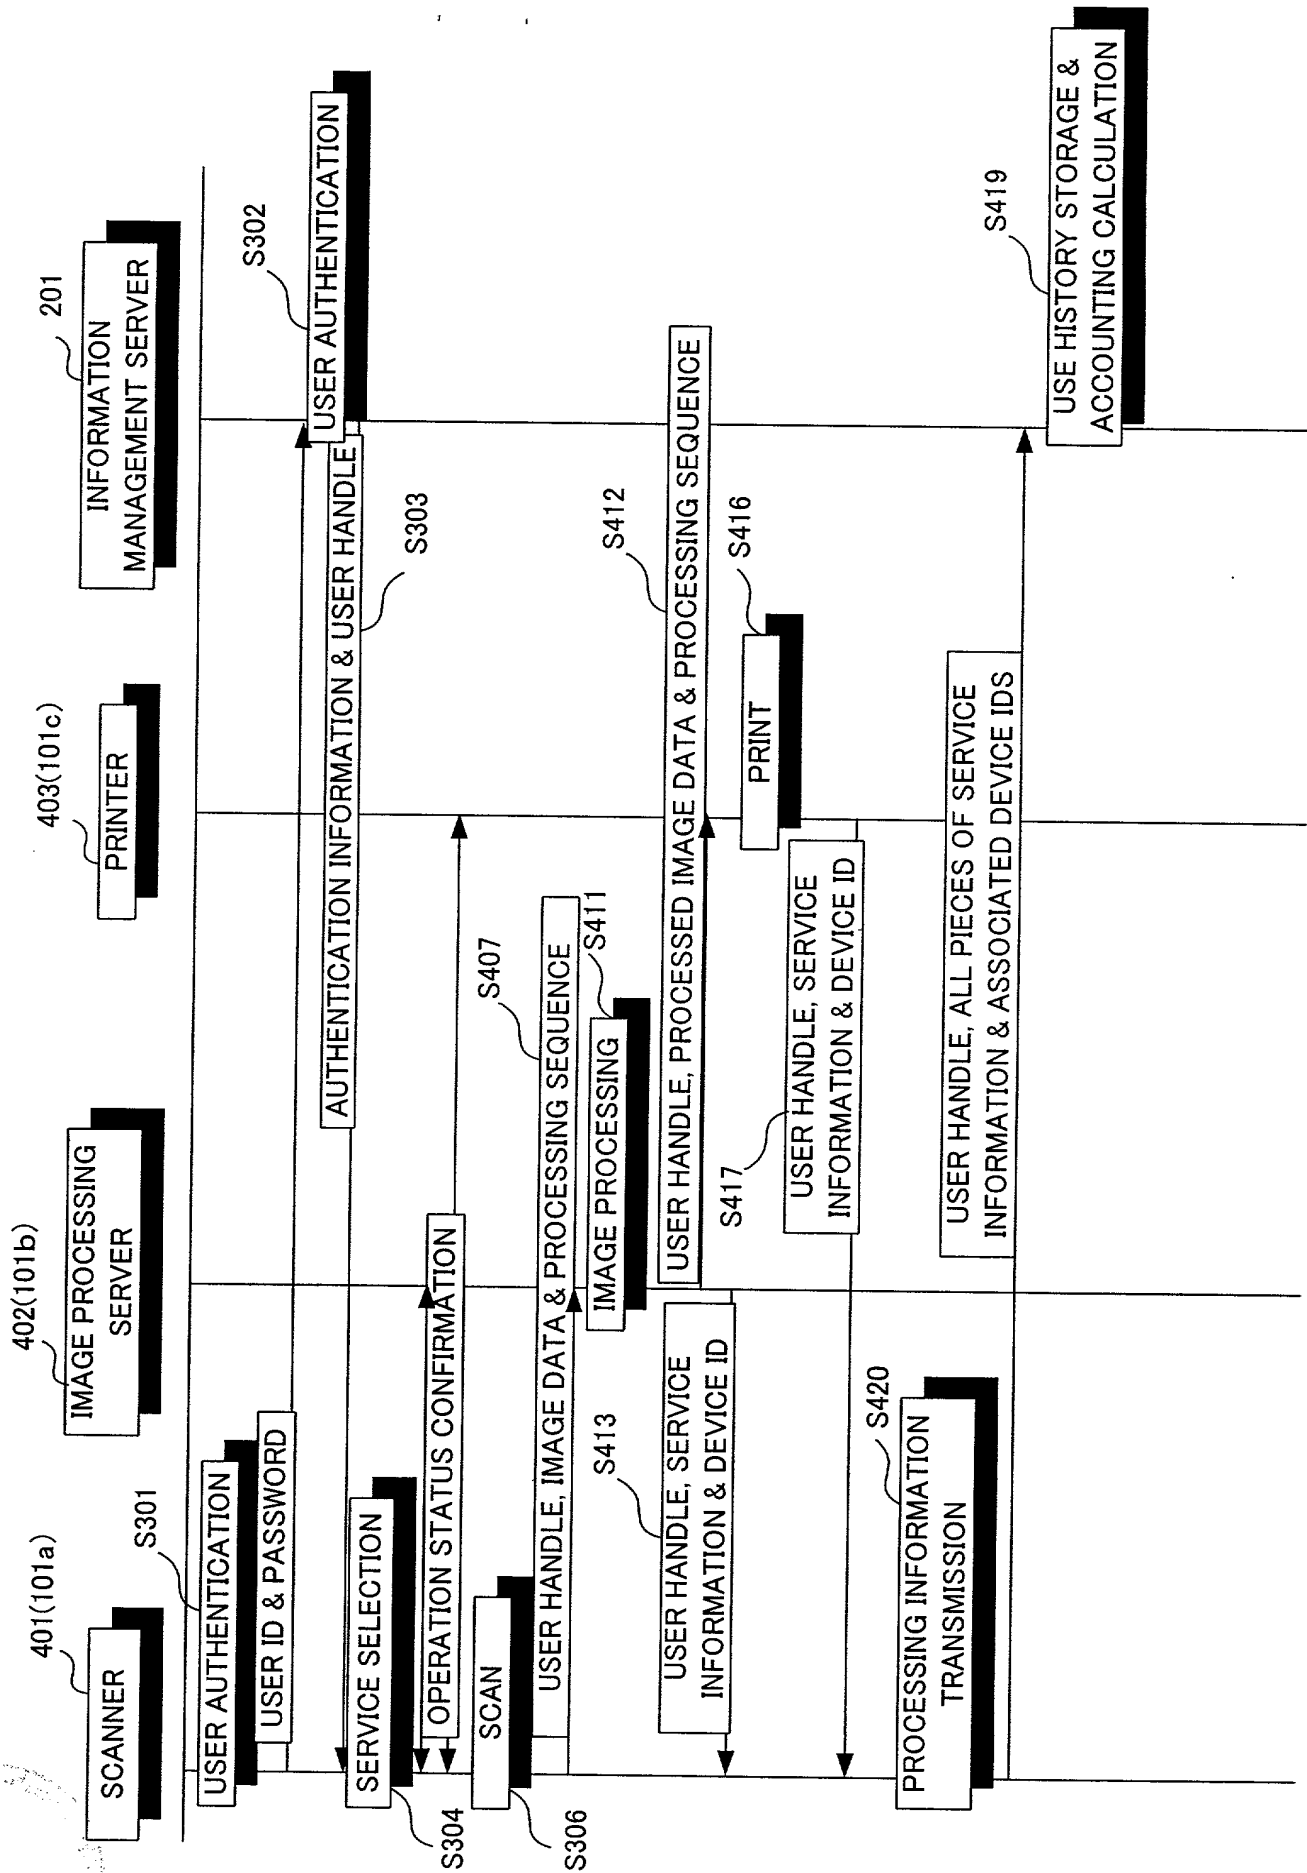 401(101a)
SCANNER
402(101b)
IMAGE PROCESSING
SERVER
403(101c)
PRINTER
201
INFORMATION
MANAGEMENT SERVER
S301
USER AUTHENTICATION
USER ID & PASSWORD
S302
USER AUTHENTICATION
AUTHENTICATION INFORMATION & USER HANDLE
S303
SERVICE SELECTION
S304
OPERATION STATUS CONFIRMATION
SCAN
S306
USER HANDLE, IMAGE DATA & PROCESSING SEQUENCE
S407
IMAGE PROCESSING
S411
USER HANDLE, PROCESSED IMAGE DATA & PROCESSING SEQUENCE
S412
S413
USER HANDLE, SERVICE
INFORMATION & DEVICE ID
PRINT
S416
S417
USER HANDLE, SERVICE
INFORMATION & DEVICE ID
PROCESSING INFORMATION
TRANSMISSION
S420
USER HANDLE, ALL PIECES OF SERVICE
INFORMATION & ASSOCIATED DEVICE IDS
S419
USE HISTORY STORAGE &
ACCOUNTING CALCULATION